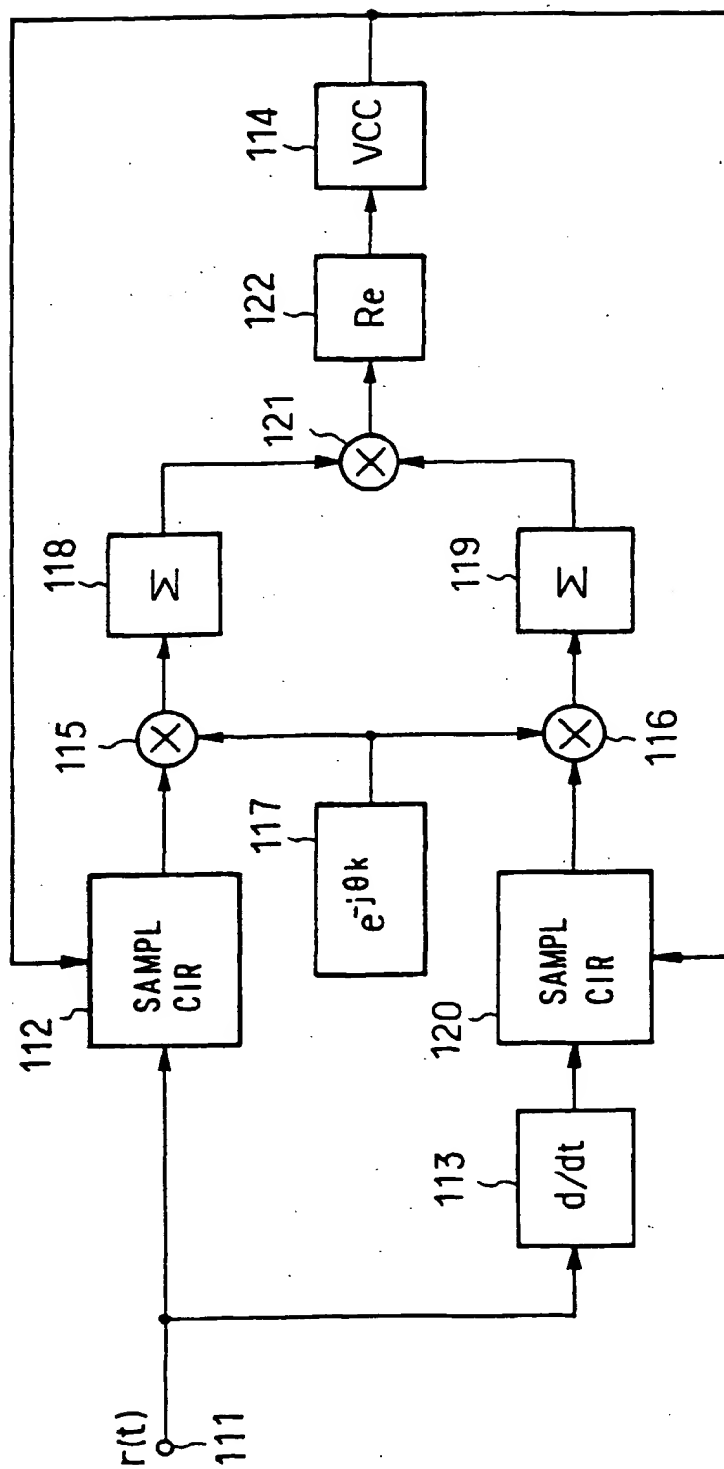 r(t)
111
112
SAMPL
CIR
113
d/dt
120
SAMPL
CIR
117
e^-jθk
115
×
116
×
118
Σ
119
Σ
121
×
122
Re
114
VCC